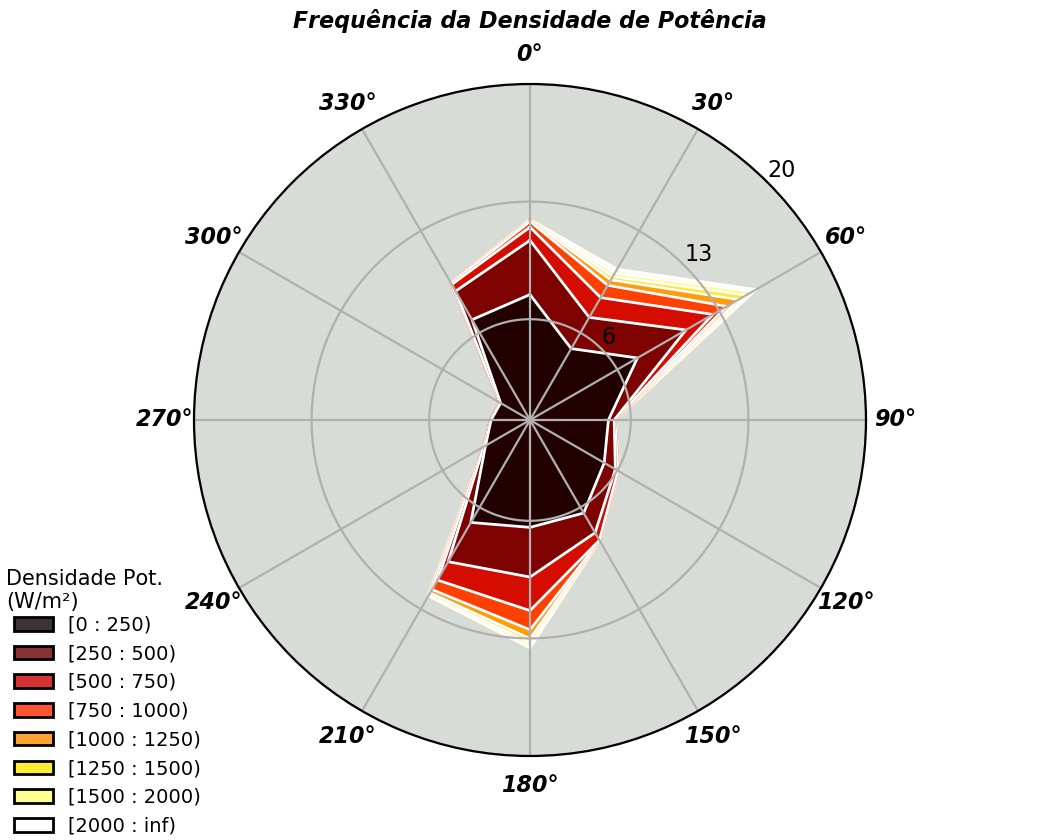 Frequência da Densidade de Potência
0°
330°
30°
20
300°
60°
13
6
270°
90°
240°
120°
210°
150°
180°
Densidade Pot.
(W/m²)
[0 : 250)
[250 : 500)
[500 : 750)
[750 : 1000)
[1000 : 1250)
[1250 : 1500)
[1500 : 2000)
[2000 : inf)